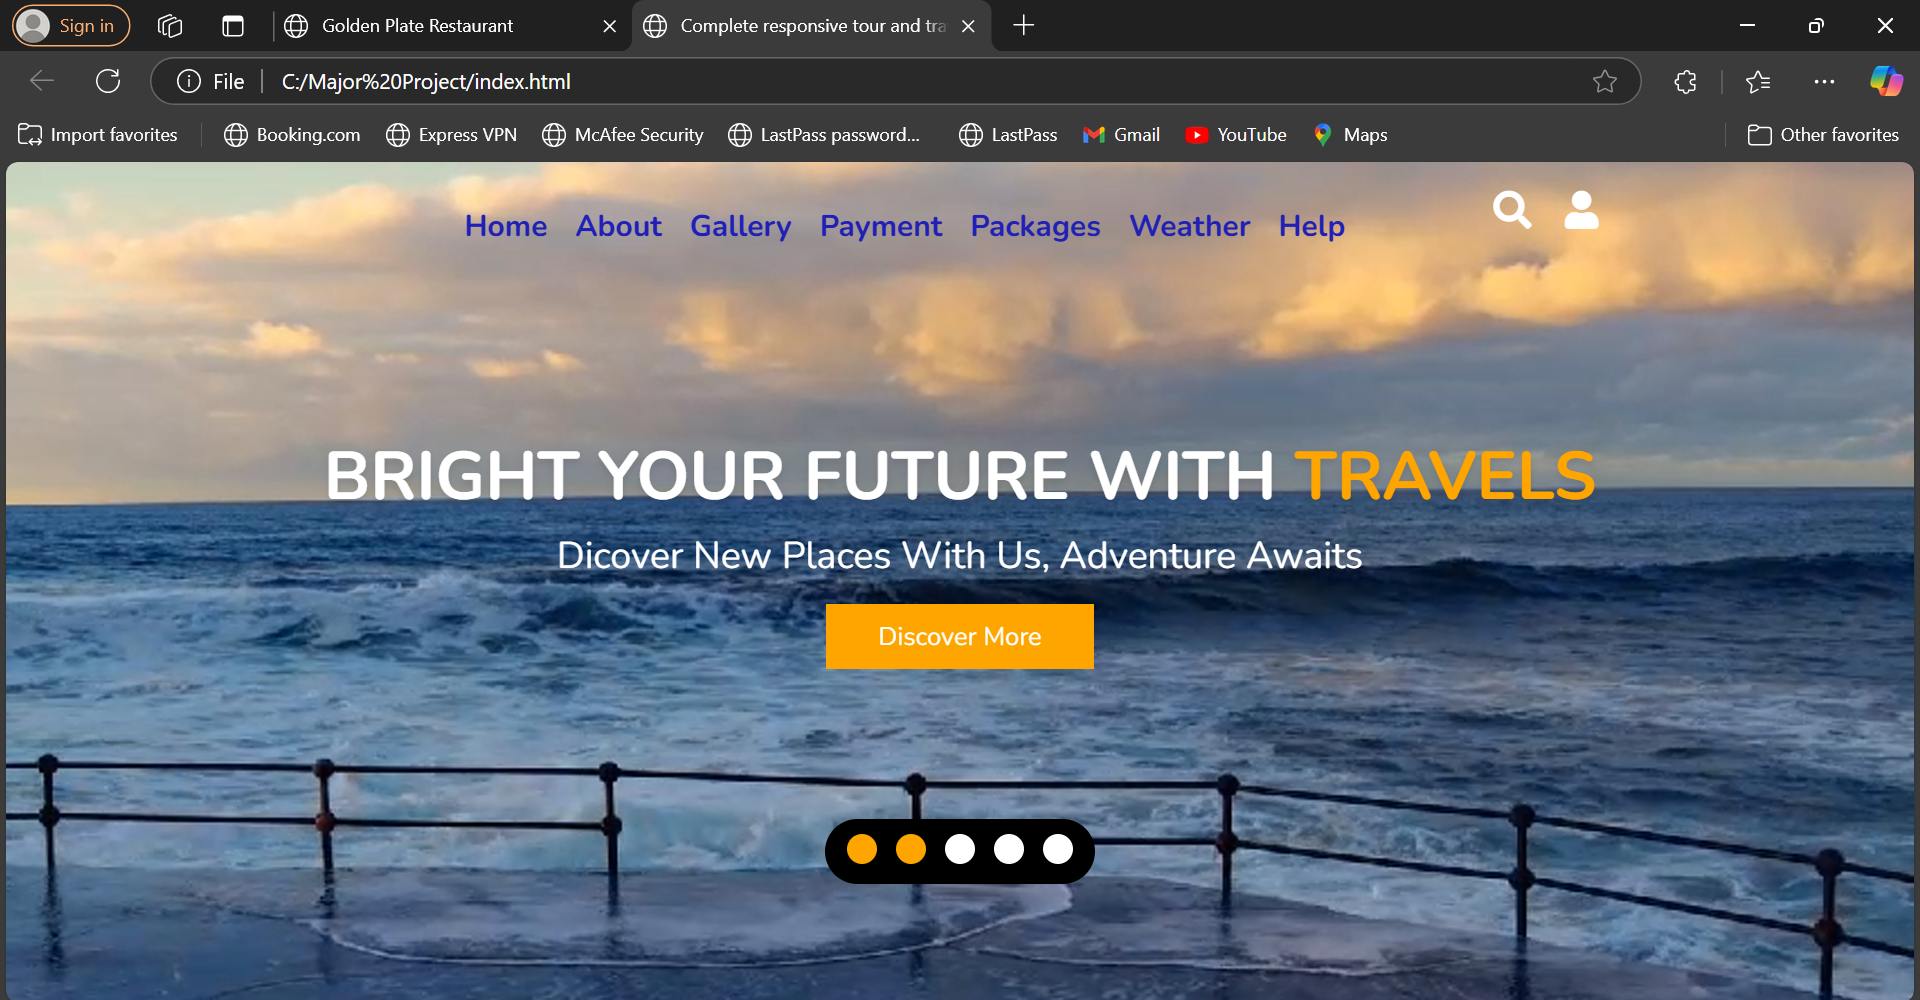 Sign in
Golden Plate Restaurant
Complete responsive tour and tra
File
C:/Major%20Project/index.html
Import favorites
Booking.com
Express VPN
McAfee Security
LastPass password...
LastPass
Gmail
YouTube
Maps
Other favorites
Home About Gallery Payment Packages Weather Help
BRIGHT YOUR FUTURE WITH TRAVELS
Dicover New Places With Us, Adventure Awaits
Discover More